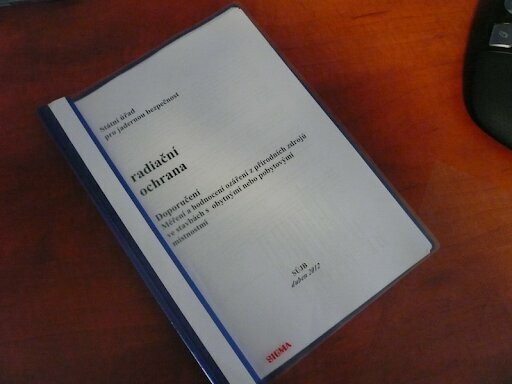 Státní úřad
pro jadernou bezpečnost
radiační
ochrana
Doporučení
Měření a hodnocení ozáření z přírodních zdrojů
ve stavbách s obytnými nebo pobytovými
místnostmi
SÚJB
duben 2012
SIGMA